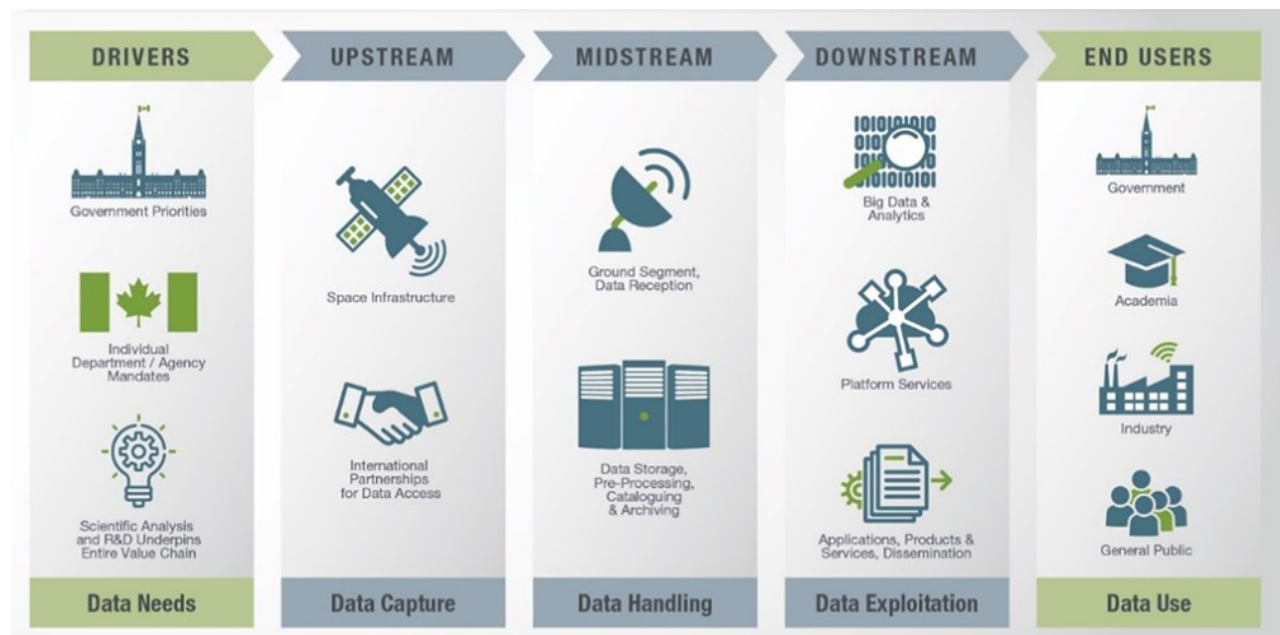 DRIVERS
Government Priorities
Individual
Department / Agency
Mandates
Scientific Analysis
and R&D Underpins
Entire Value Chain
Data Needs
UPSTREAM
Space Infrastructure
International
Partnerships
for Data Access
Data Capture
MIDSTREAM
Ground Segment,
Data Reception
Data Storage,
Pre-Processing,
Cataloguing
& Archiving
Data Handling
DOWNSTREAM
101010101010
Big Data &
Analytics
Platform Services
Applications, Products &
Services, Dissemination
Data Exploitation
END USERS
Government
Academia
Industry
General Public
Data Use